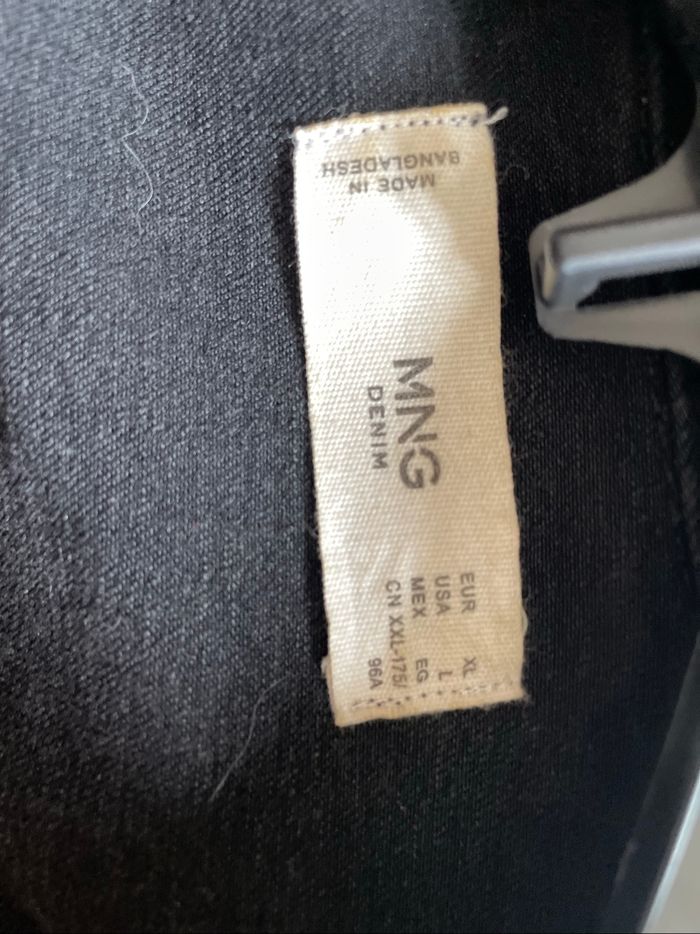 MADE IN
BANGLADESH
MNG
DENIM
EUR XL
USA L
MEX EG
CN XXL-175/
96A